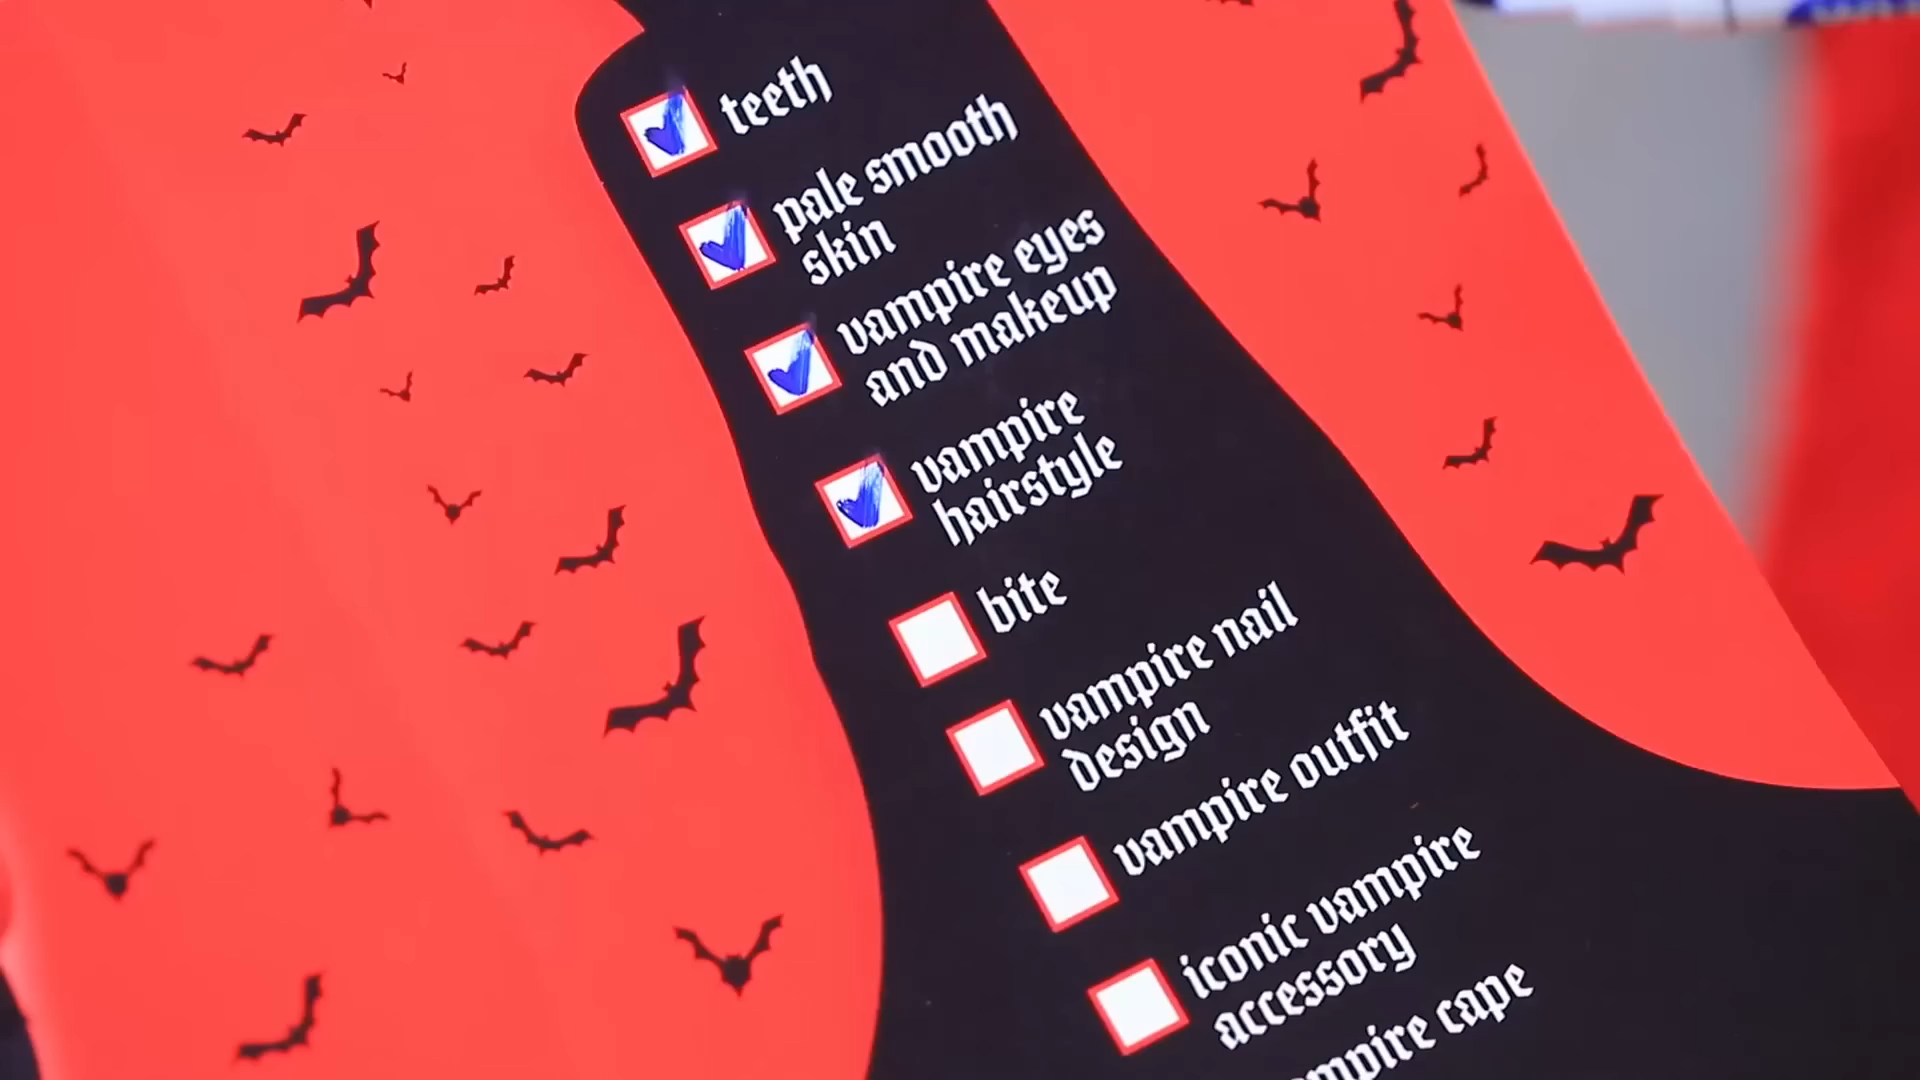 teeth
pale smooth
skin
vampire eyes
and makeup
vampire
hairstyle
bite
vampire nail
design
vampire outfit
iconic vampire
accessory
cape